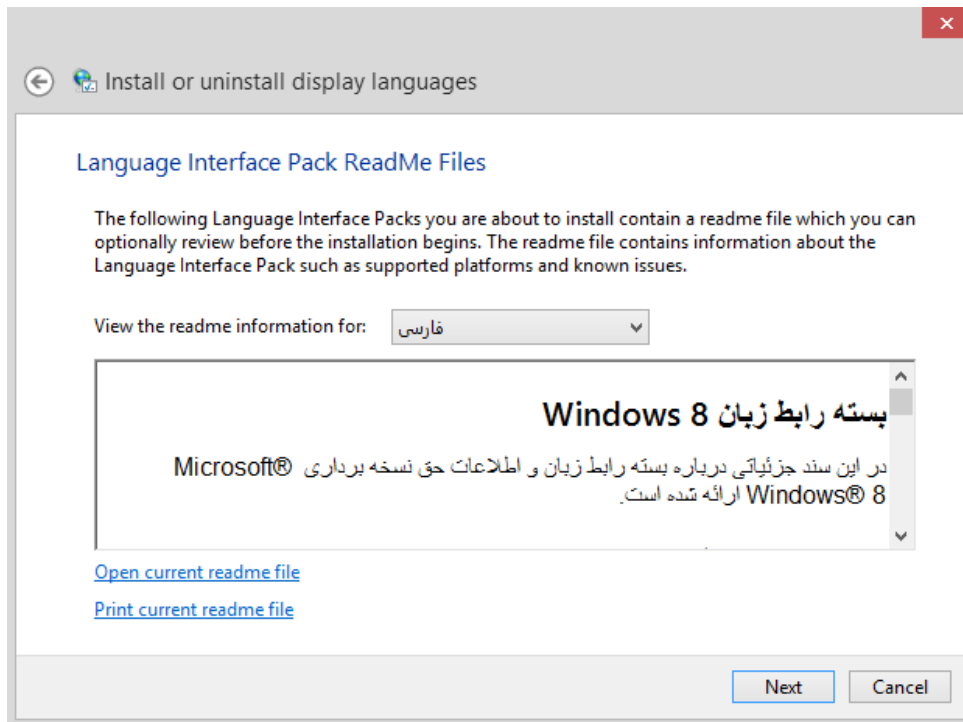 Install or uninstall display languages
Language Interface Pack ReadMe Files
The following Language Interface Packs you are about to install contain a readme file which you can
optionally review before the installation begins. The readme file contains information about the
Language Interface Pack such as supported platforms and known issues.
View the readme information for: فارسی
بسته رابط زبان Windows 8
در این سند جزئیاتی درباره بسته رابط زبان و اطلاعات حق نسخه برداری Microsoft®
Windows® 8 ارائه شده است.
Open current readme file
Print current readme file
Next Cancel